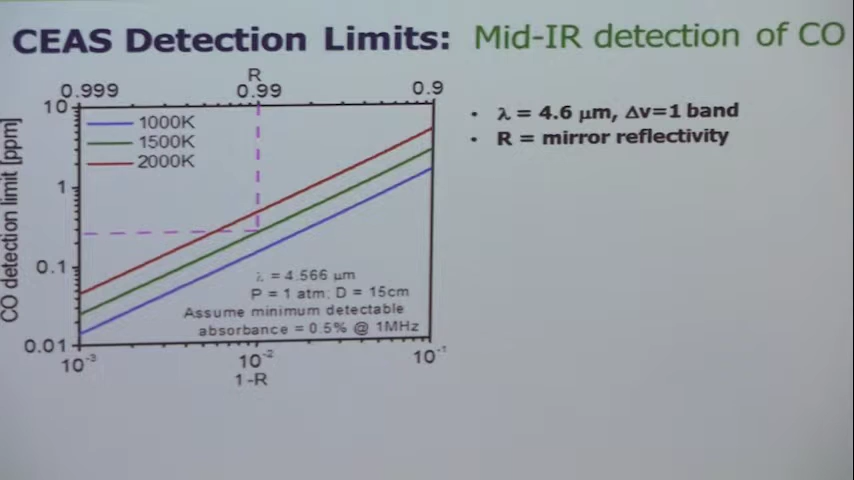 CEAS Detection Limits: Mid-IR detection of CO
R
0.999 0.99 0.9
• λ = 4.6 μm, Δv=1 band
• R = mirror reflectivity
CO detection limit [ppm]
10
1
0.1
0.01
1000K
1500K
2000K
λ = 4.566 μm
P = 1 atm; D = 15cm
Assume minimum detectable
absorbance = 0.5% @ 1MHz
10⁻³ 10⁻² 10⁻¹
1-R